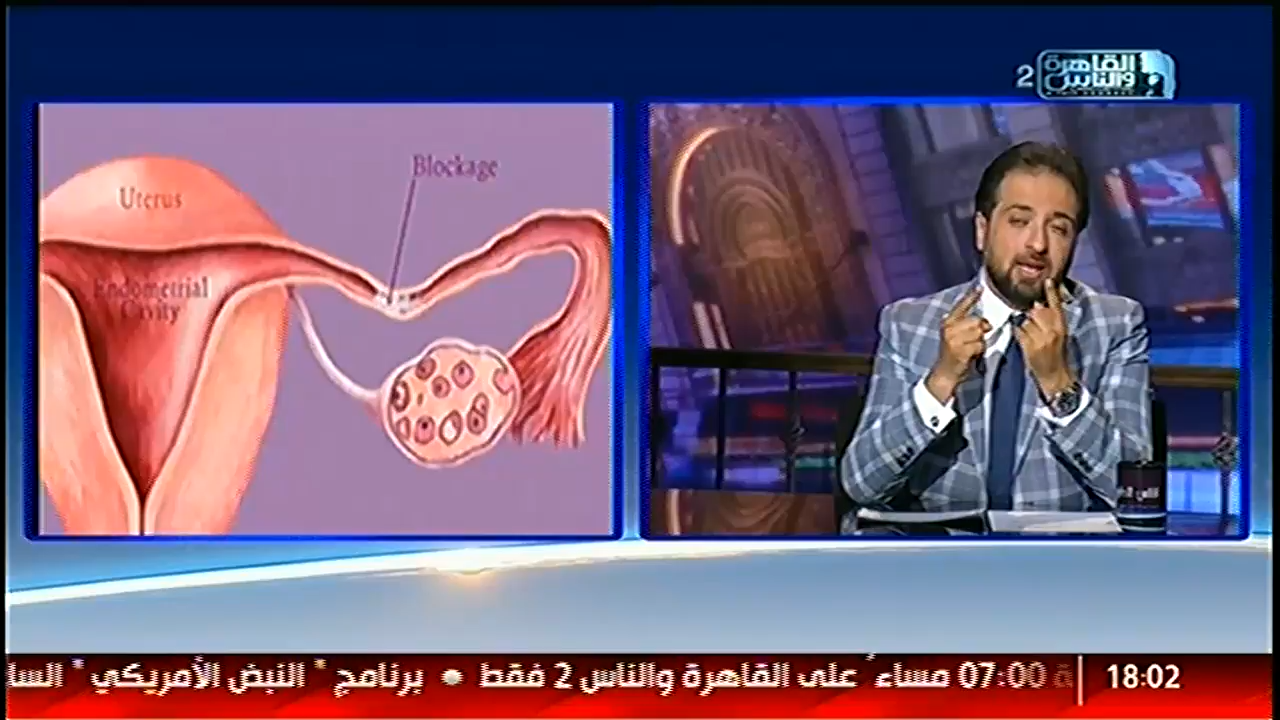 القاهرة
والناس
2
Blockage
Uterus
Endometrial
Cavity
07:00 مساءً على القاهرة والناس 2 فقط • برنامج " النبض الأمريكي "
18:02